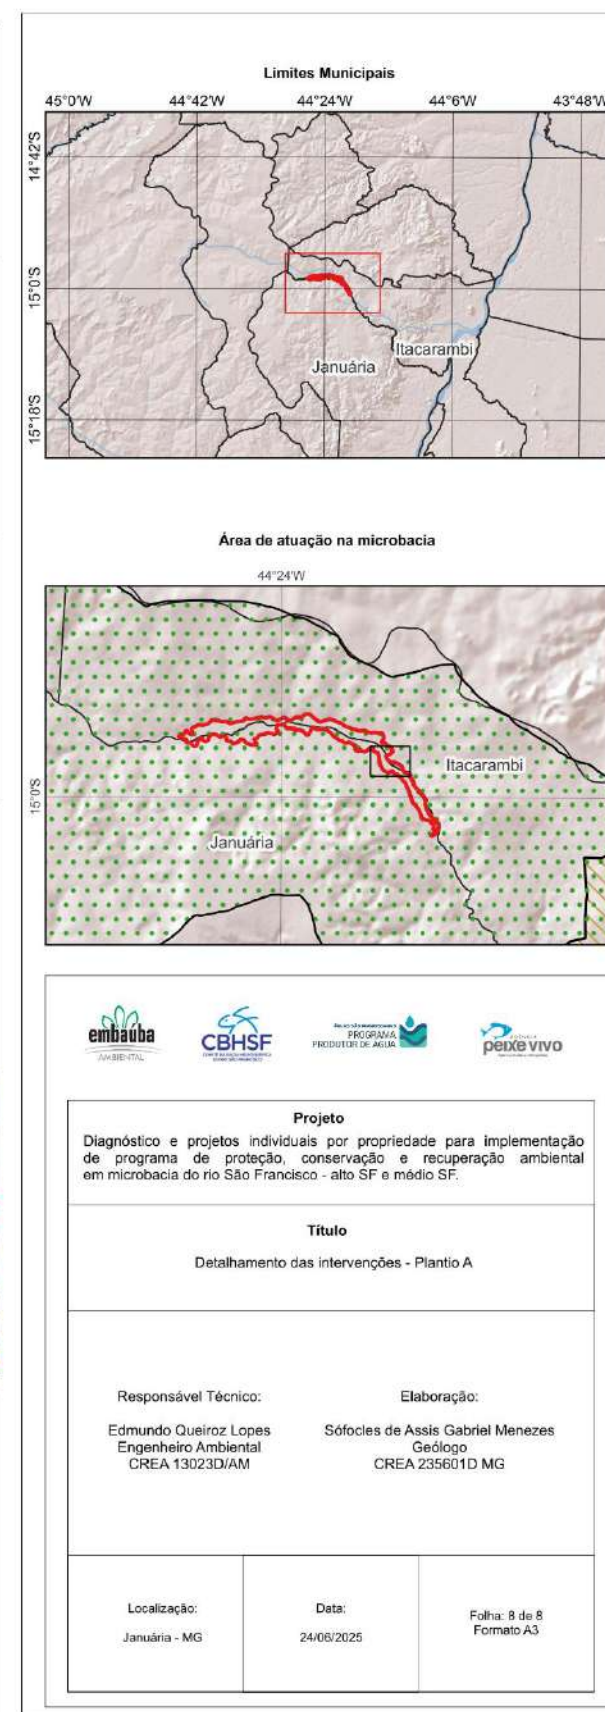 Limites Municipais
45°0'W 44°42'W 44°24'W 44°6'W 43°48'W
14°42'S
15°0'S
15°18'S
Itacarambi
Januária
Área de atuação na microbacia
44°24'W
15°0'S
Itacarambi
Januária
embaúba
AMBIENTAL
CBHSF
PROGRAMA
PRODUTOR DE ÁGUA
peixe vivo
Projeto
Diagnóstico e projetos individuais por propriedade para implementação
de programa de proteção, conservação e recuperação ambiental
em microbacia do rio São Francisco - alto SF e médio SF.
Título
Detalhamento das intervenções - Plantio A
Responsável Técnico:
Edmundo Queiroz Lopes
Engenheiro Ambiental
CREA 13023D/AM
Elaboração:
Sófocles de Assis Gabriel Menezes
Geólogo
CREA 235601D MG
Localização:
Januária - MG
Data:
24/06/2025
Folha: 8 de 8
Formato A3